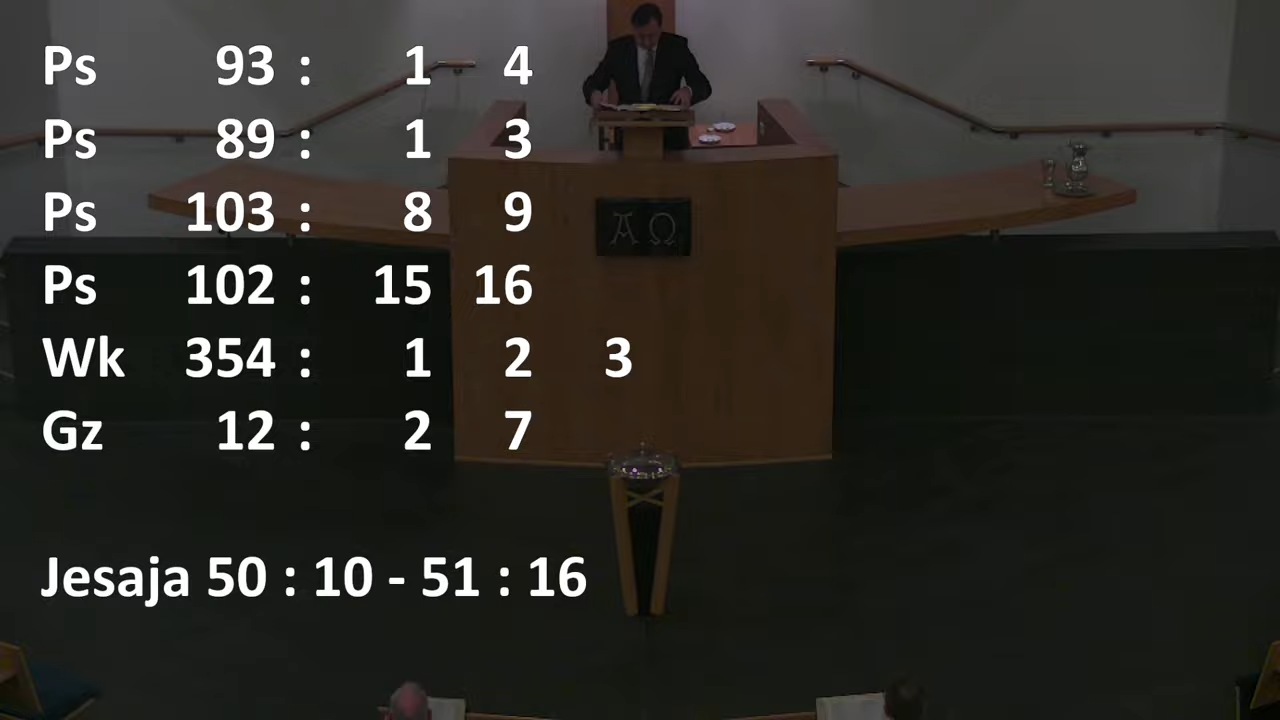 Ps 93 : 1 4
Ps 89 : 1 3
Ps 103 : 8 9
Ps 102 : 15 16
Wk 354 : 1 2 3
Gz 12 : 2 7
Jesaja 50 : 10 - 51 : 16
Α Ω